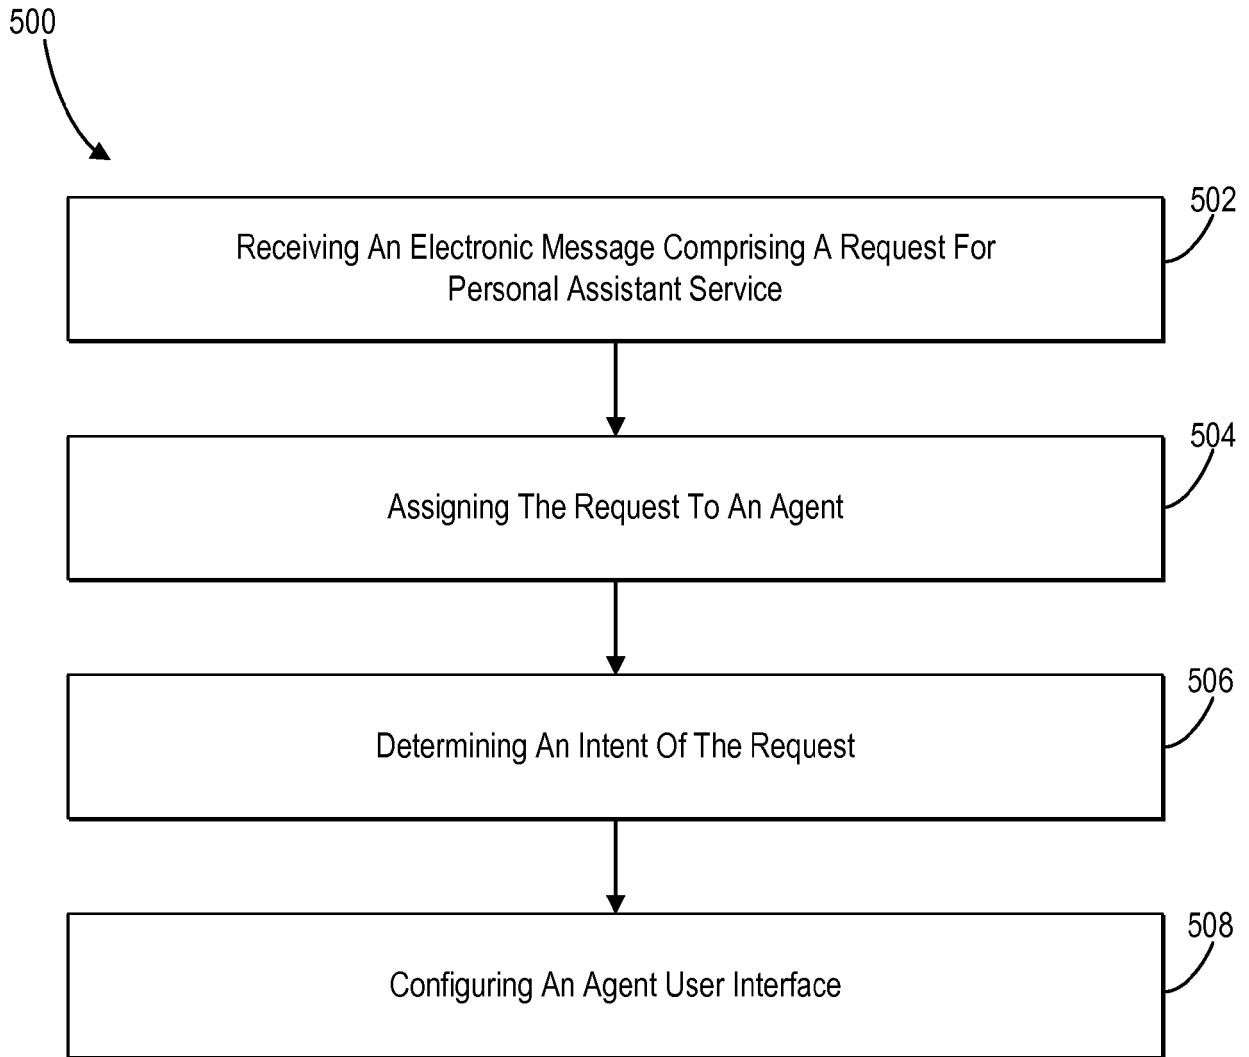 500
502
Receiving An Electronic Message Comprising A Request For
Personal Assistant Service
504
Assigning The Request To An Agent
506
Determining An Intent Of The Request
508
Configuring An Agent User Interface